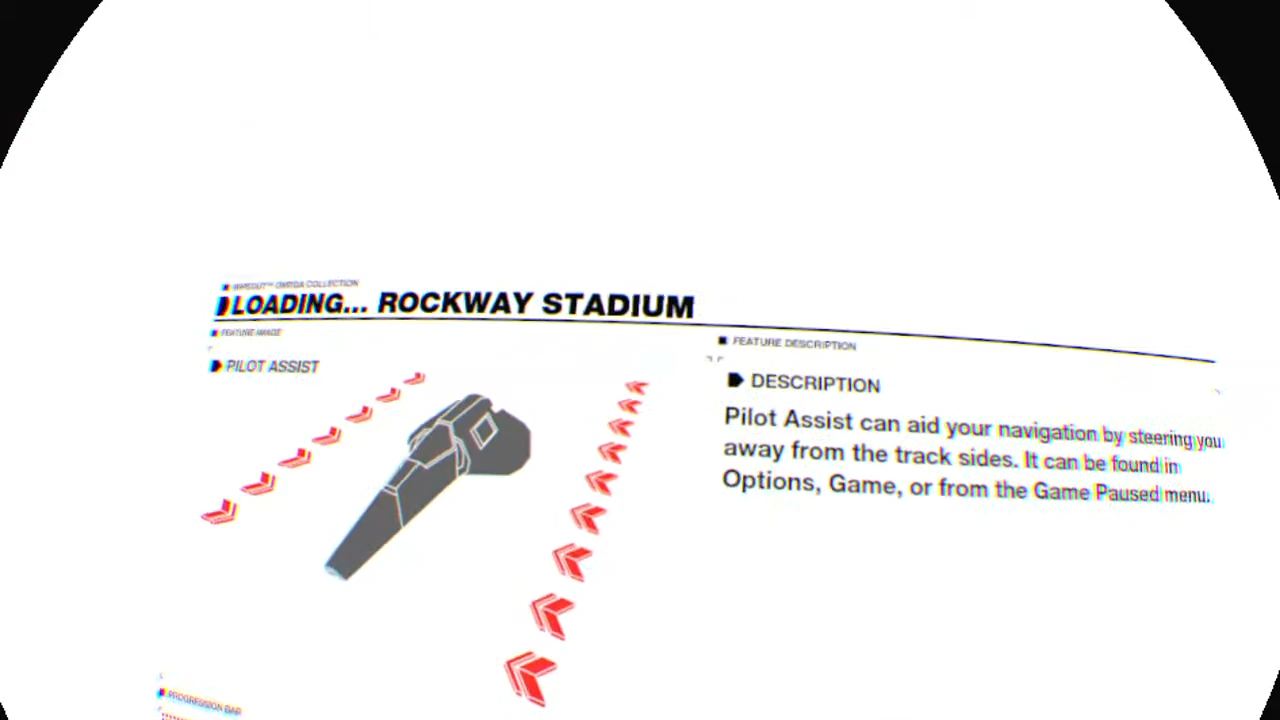 WIPEOUT™ OMEGA COLLECTION
LOADING... ROCKWAY STADIUM
FEATURE IMAGE
FEATURE DESCRIPTION
PILOT ASSIST
DESCRIPTION
Pilot Assist can aid your navigation by steering you
away from the track sides. It can be found in
Options, Game, or from the Game Paused menu.
PROGRESSION BAR